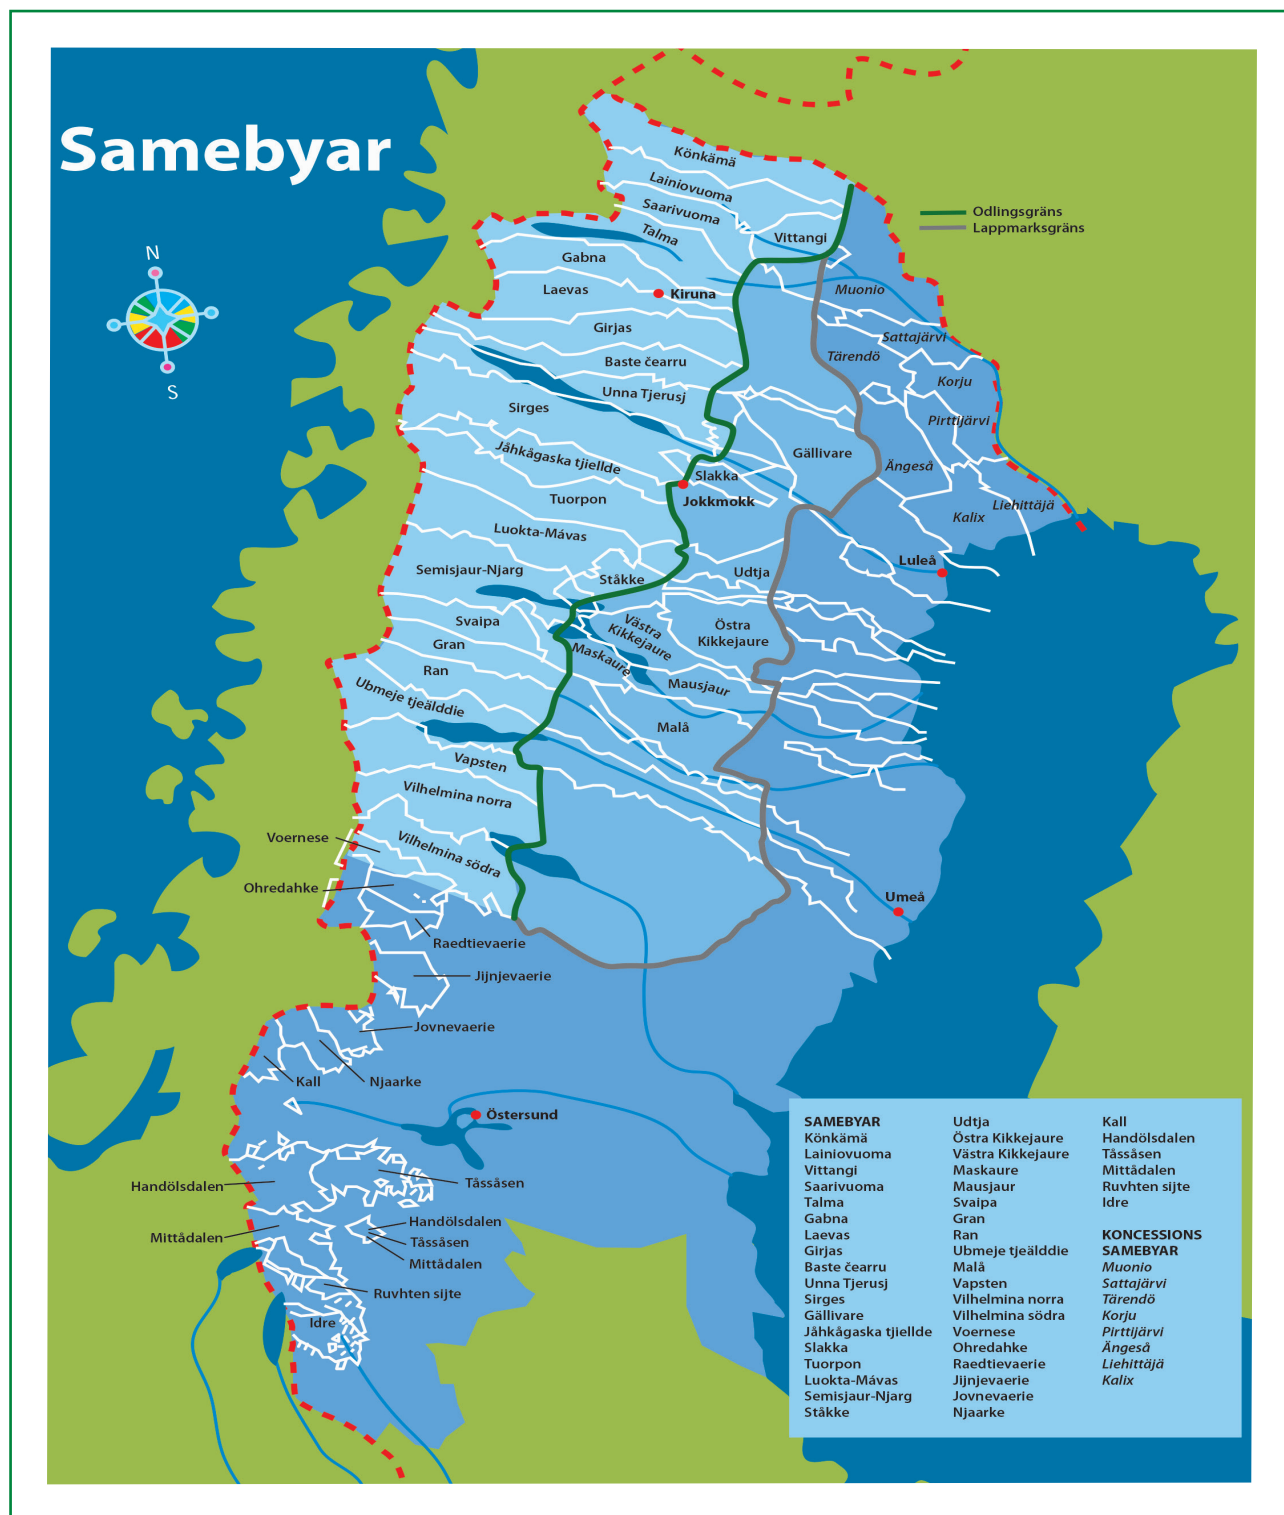 Samebyar
N
S
Odlingsgräns
Lappmarksgräns
Könkämä
Lainiovuoma
Saarivuoma
Talma
Vittangi
Gabna
Laevas
Kiruna
Muonio
Girjas
Sattajärvi
Tärendö
Baste čearru
Korju
Unna Tjerusj
Sirges
Pirttijärvi
Jåhkågaska tjiellde
Gällivare
Ängeså
Slakka
Tuorpon
Jokkmokk
Liehittäjä
Kalix
Luokta-Mávas
Luleå
Semisjaur-Njarg
Ståkke
Udtja
Svaipa
Västra
Kikkejaure
Östra
Kikkejaure
Gran
Maskaure
Ran
Mausjaur
Ubmeje tjeälddie
Malå
Vapsten
Vilhelmina norra
Voernese
Vilhelmina södra
Ohredahke
Umeå
Raedtievaerie
Jijnjevaerie
Jovnevaerie
Kall
Njaarke
Östersund
Handölsdalen
Tåssåsen
Mittådalen
Handölsdalen
Tåssåsen
Mittådalen
Ruvhten sijte
Idre
SAMEBYAR
Könkämä
Lainiovuoma
Vittangi
Saarivuoma
Talma
Gabna
Laevas
Girjas
Baste čearru
Unna Tjerusj
Sirges
Gällivare
Jåhkågaska tjiellde
Slakka
Tuorpon
Luokta-Mávas
Semisjaur-Njarg
Ståkke
Udtja
Östra Kikkejaure
Västra Kikkejaure
Maskaure
Mausjaur
Svaipa
Gran
Ran
Ubmeje tjeälddie
Malå
Vapsten
Vilhelmina norra
Vilhelmina södra
Voernese
Ohredahke
Raedtievaerie
Jijnjevaerie
Jovnevaerie
Njaarke
Kall
Handölsdalen
Tåssåsen
Mittådalen
Ruvhten sijte
Idre
KONCESSIONS
SAMEBYAR
Muonio
Sattajärvi
Tärendö
Korju
Pirttijärvi
Ängeså
Liehittäjä
Kalix